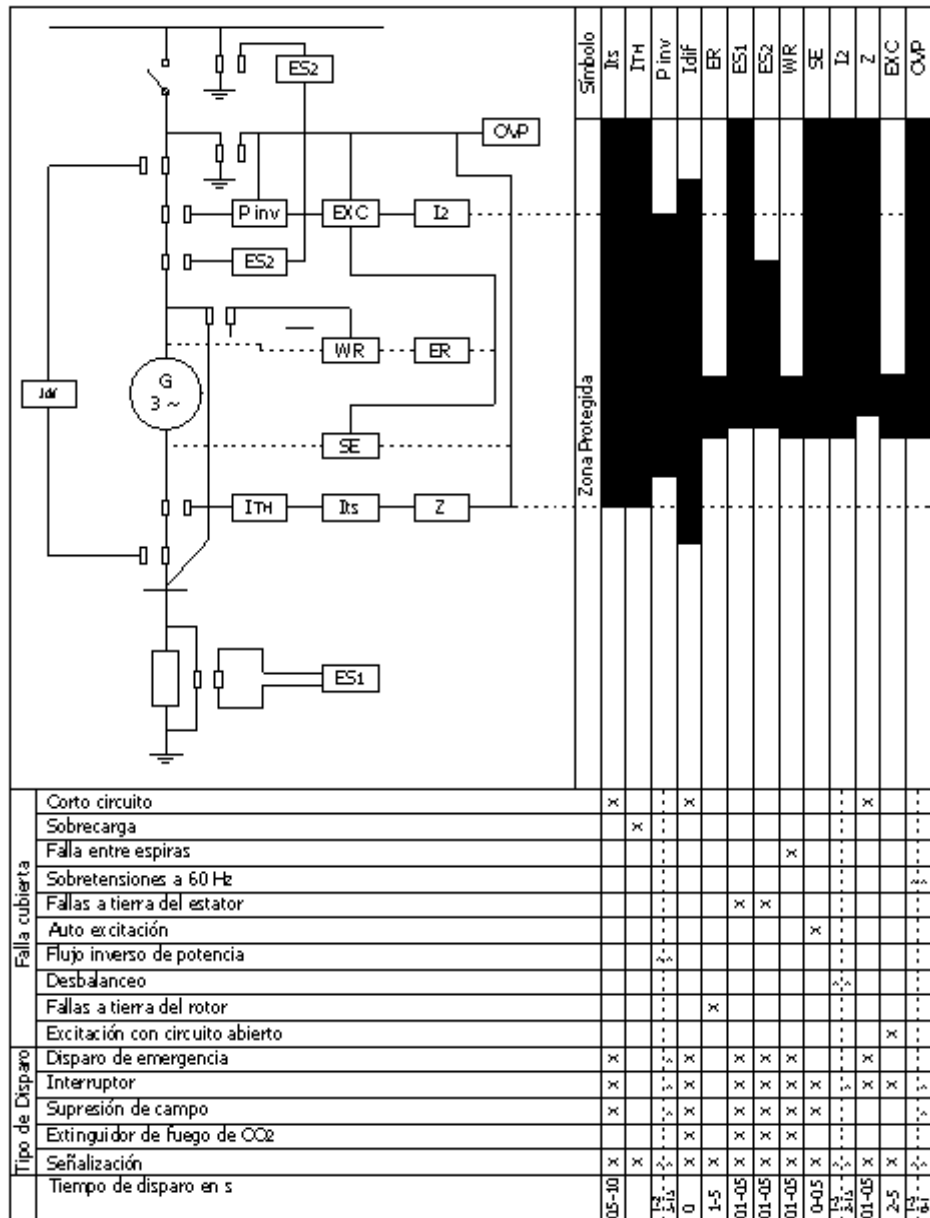 Símbolo
Its
ITH
P inv
Idif
ER
ES1
ES2
WR
SE
I2
Z
EXC
OVP
Zona Protegida
ES2
OVP
P inv
EXC
I2
ES2
WR
ER
G
3 ~
Idif
SE
ITH
Its
Z
ES1
Falla cubierta
Corto circuito × × ×
Sobrecarga ×
Falla entre espiras ×
Sobretensiones a 60 Hz
Fallas a tierra del estator × ×
Auto excitación ×
Flujo inverso de potencia
Desbalanceo
Fallas a tierra del rotor ×
Excitación con circuito abierto ×
Tipo de Disparo
Disparo de emergencia × × × × × ×
Interruptor × × × × × × × ×
Supresión de campo × × × × × ×
Extinguidor de fuego de CO2 × × × ×
Señalización × × × × × × × × × ×
Tiempo de disparo en s
05-10
0
1-5
01-05
01-05
01-05
0-05
01-05
2-5